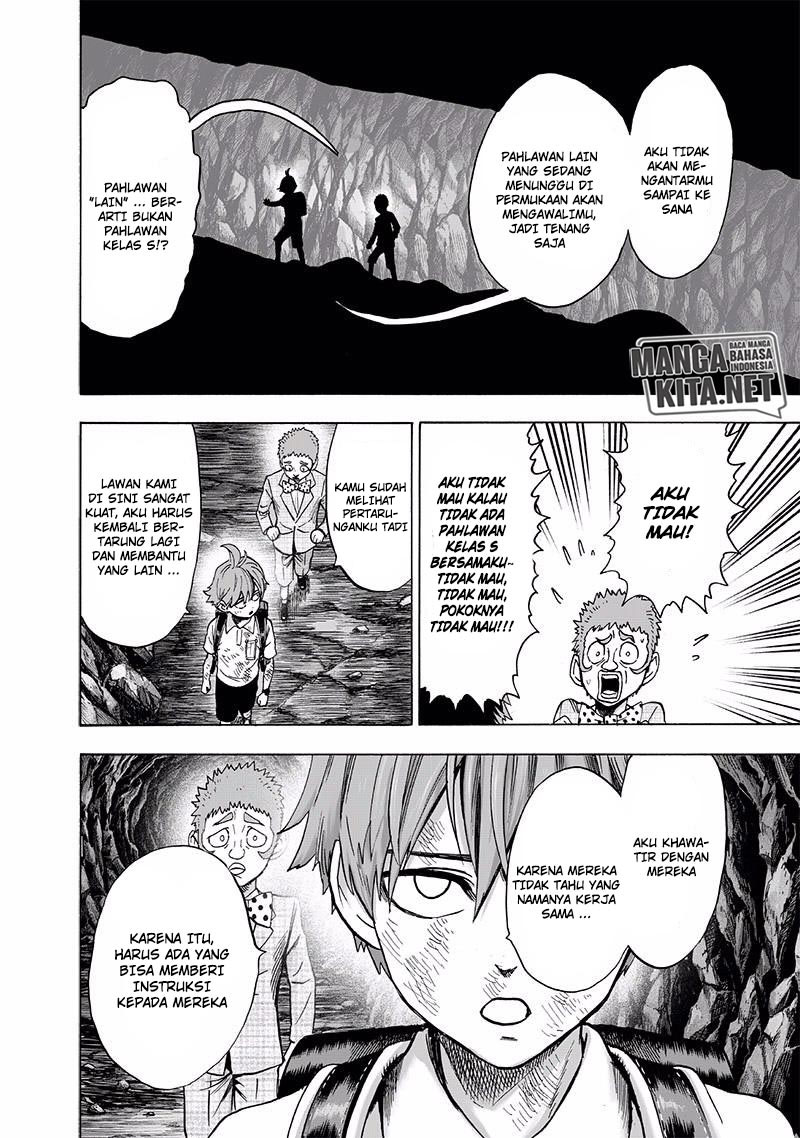 AKU TIDAK
AKAN ME-
NGANTARMU
SAMPAI KE
SANA
PAHLAWAN LAIN
YANG SEDANG
MENUNGGU DI
PERMUKAAN AKAN
MENGAWALIMU,
JADI TENANG
SAJA
PAHLAWAN
"LAIN" ... BER-
ARTI BUKAN
PAHLAWAN
KELAS S!?
MANGA
KITA.NET
BACA MANGA
BAHASA
INDONESIA
AKU
TIDAK
MAU!
AKU TIDAK
MAU KALAU
TIDAK ADA
PAHLAWAN
KELAS S
BERSAMAKU~
TIDAK MAU,
TIDAK MAU,
POKOKNYA
TIDAK MAU!!!
KAMU SUDAH
MELIHAT
PERTARU-
NGANKU TADI
LAWAN KAMI
DI SINI SANGAT
KUAT, AKU HARUS
KEMBALI BER-
TARUNG LAGI
DAN MEMBANTU
YANG LAIN ...
AKU KHAWA-
TIR DENGAN
MEREKA
KARENA MEREKA
TIDAK TAHU YANG
NAMANYA KERJA
SAMA ...
KARENA ITU,
HARUS ADA YANG
BISA MEMBERI
INSTRUKSI
KEPADA MEREKA